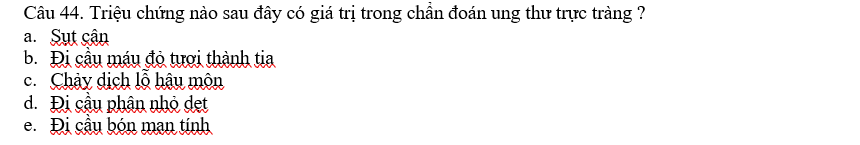 Câu 44. Triệu chứng nào sau đây có giá trị trong chẩn đoán ung thư trực tràng ?
a. Sụt cân
b. Đi cầu máu đỏ tươi thành tia
c. Chảy dịch lỗ hậu môn
d. Đi cầu phân nhỏ dẹt
e. Đi cầu bón mạn tính